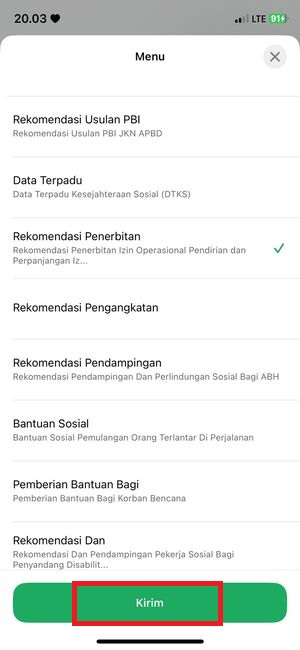 20.03
LTE 91
Menu
Rekomendasi Usulan PBI
Rekomendasi Usulan PBI JKN APBD
Data Terpadu
Data Terpadu Kesejahteraan Sosial (DTKS)
Rekomendasi Penerbitan
Rekomendasi Penerbitan Izin Operasional Pendirian dan
Perpanjangan Iz...
Rekomendasi Pengangkatan
Rekomendasi Pendampingan
Rekomendasi Pendampingan Dan Perlindungan Sosial Bagi ABH
Bantuan Sosial
Bantuan Sosial Pemulangan Orang Terlantar Di Perjalanan
Pemberian Bantuan Bagi
Pemberian Bantuan Bagi Korban Bencana
Rekomendasi Dan
Rekomendasi Dan Pendampingan Pekerja Sosial Bagi
Penyandang Disabilit...
Kirim